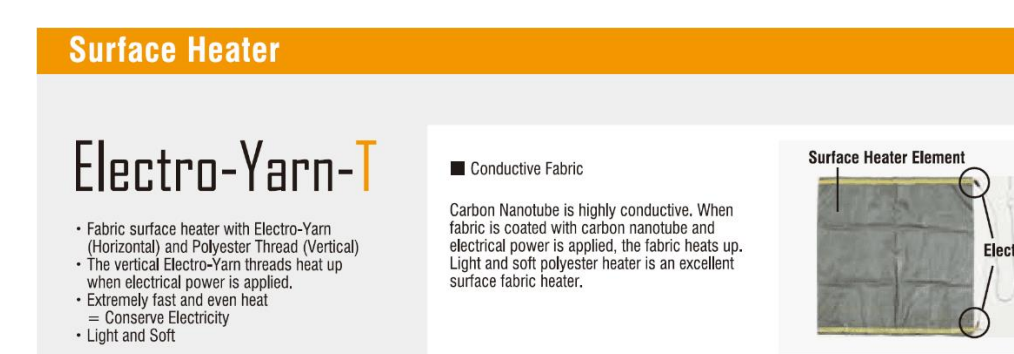 Surface Heater
Electro-Yarn-T
・Fabric surface heater with Electro-Yarn
(Horizontal) and Polyester Thread (Vertical)
・The vertical Electro-Yarn threads heat up
when electrical power is applied.
・Extremely fast and even heat
= Conserve Electricity
・Light and Soft
■ Conductive Fabric
Carbon Nanotube is highly conductive. When
fabric is coated with carbon nanotube and
electrical power is applied, the fabric heats up.
Light and soft polyester heater is an excellent
surface fabric heater.
Surface Heater Element